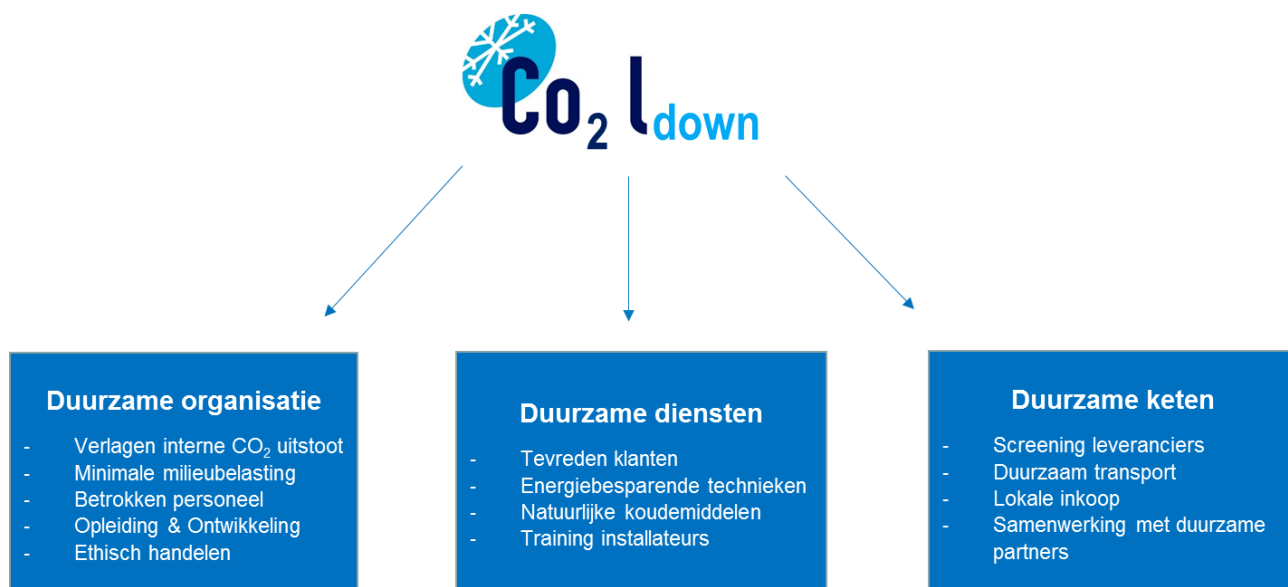 Co₂ l down
Duurzame organisatie
- Verlagen interne CO₂ uitstoot
- Minimale milieubelasting
- Betrokken personeel
- Opleiding & Ontwikkeling
- Ethisch handelen
Duurzame diensten
- Tevreden klanten
- Energiebesparende technieken
- Natuurlijke koudemiddelen
- Training installateurs
Duurzame keten
- Screening leveranciers
- Duurzaam transport
- Lokale inkoop
- Samenwerking met duurzame
partners